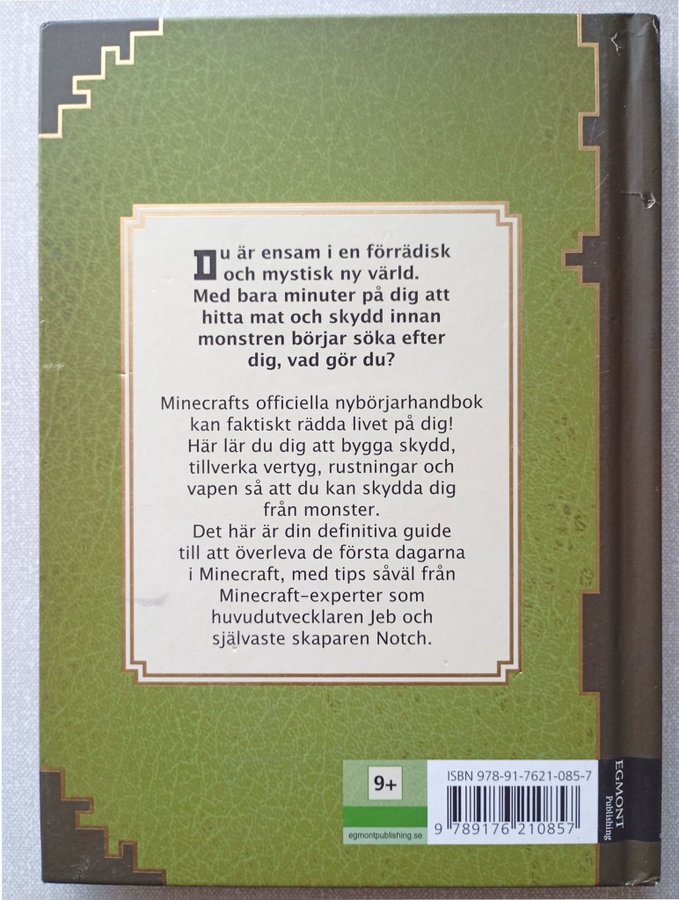 Du är ensam i en förrädisk
och mystisk ny värld.
Med bara minuter på dig att
hitta mat och skydd innan
monstren börjar söka efter
dig, vad gör du?
Minecrafts officiella nybörjarhandbok
kan faktiskt rädda livet på dig!
Här lär du dig att bygga skydd,
tillverka vertyg, rustningar och
vapen så att du kan skydda dig
från monster.
Det här är din definitiva guide
till att överleva de första dagarna
i Minecraft, med tips såväl från
Minecraft-experter som
huvudutvecklaren Jeb och
självaste skaparen Notch.
9+
egmontpublishing.se
ISBN 978-91-7621-085-7
9 789176 210857
EGMONT
Publishing